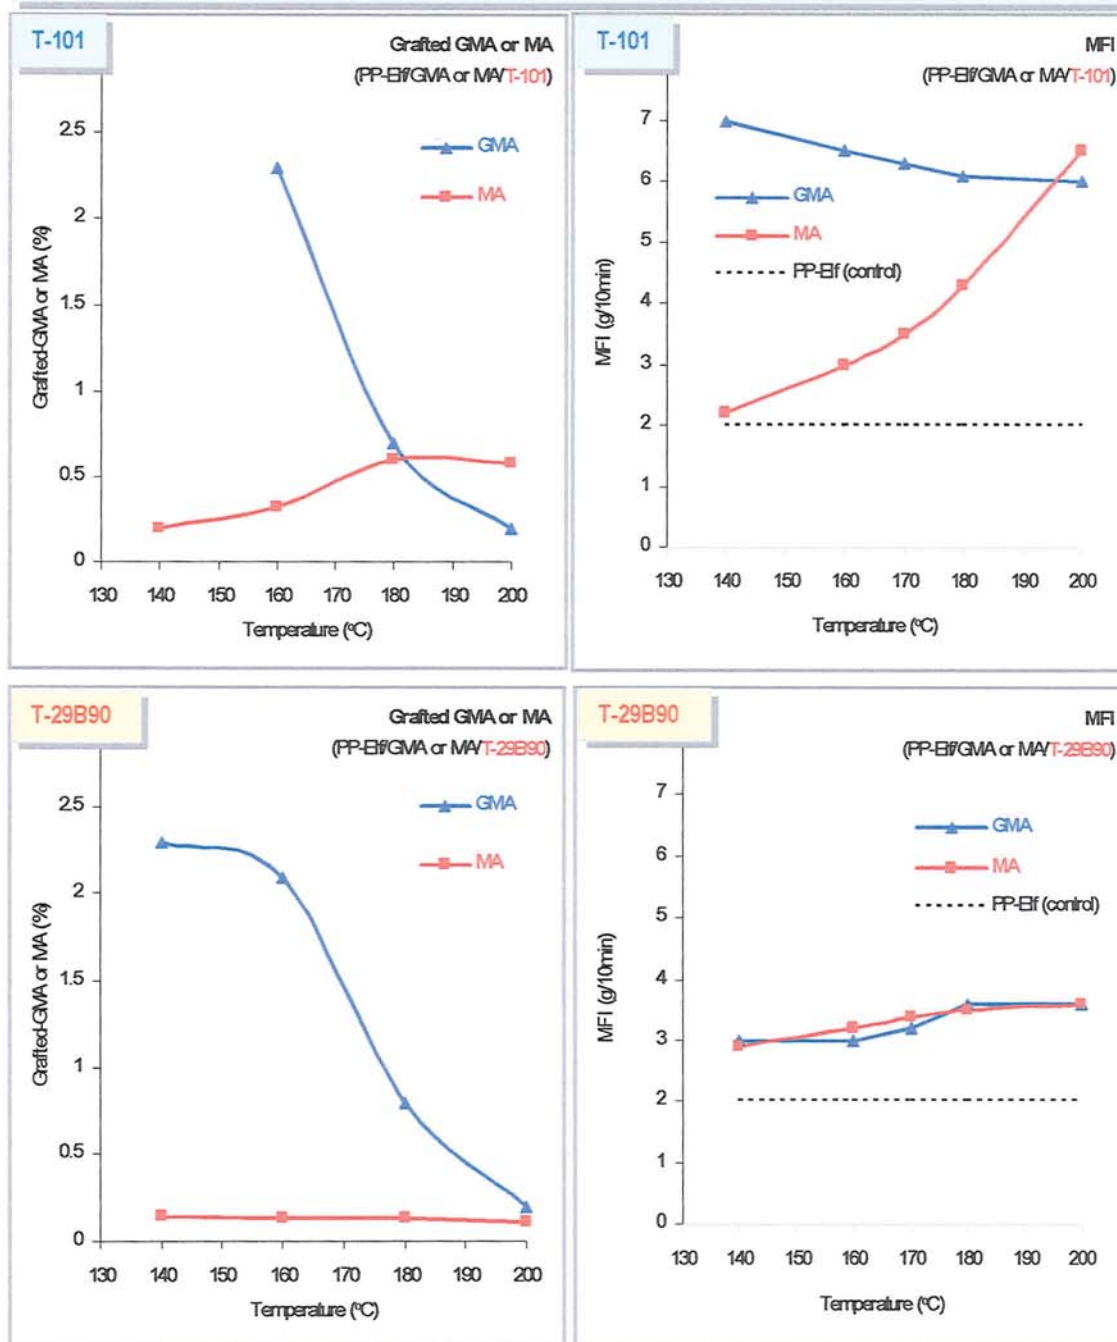 T-101
Grafted GMA or MA
(PP-Elf/GMA or MA/T-101)
2.5
2
1.5
1
0.5
0
Grafted-GMA or MA (%)
GMA
MA
130 140 150 160 170 180 190 200
Temperature (°C)
T-101
MFI
(PP-Elf/GMA or MA/T-101)
7
6
5
4
3
2
1
0
MFI (g/10min)
GMA
MA
PP-Elf (control)
130 140 150 160 170 180 190 200
Temperature (°C)
T-29B90
Grafted GMA or MA
(PP-Elf/GMA or MA/T-29B90)
2.5
2
1.5
1
0.5
0
Grafted-GMA or MA (%)
GMA
MA
130 140 150 160 170 180 190 200
Temperature (°C)
T-29B90
MFI
(PP-Elf/GMA or MA/T-29B90)
7
6
5
4
3
2
1
0
MFI (g/10min)
GMA
MA
PP-Elf (control)
130 140 150 160 170 180 190 200
Temperature (°C)